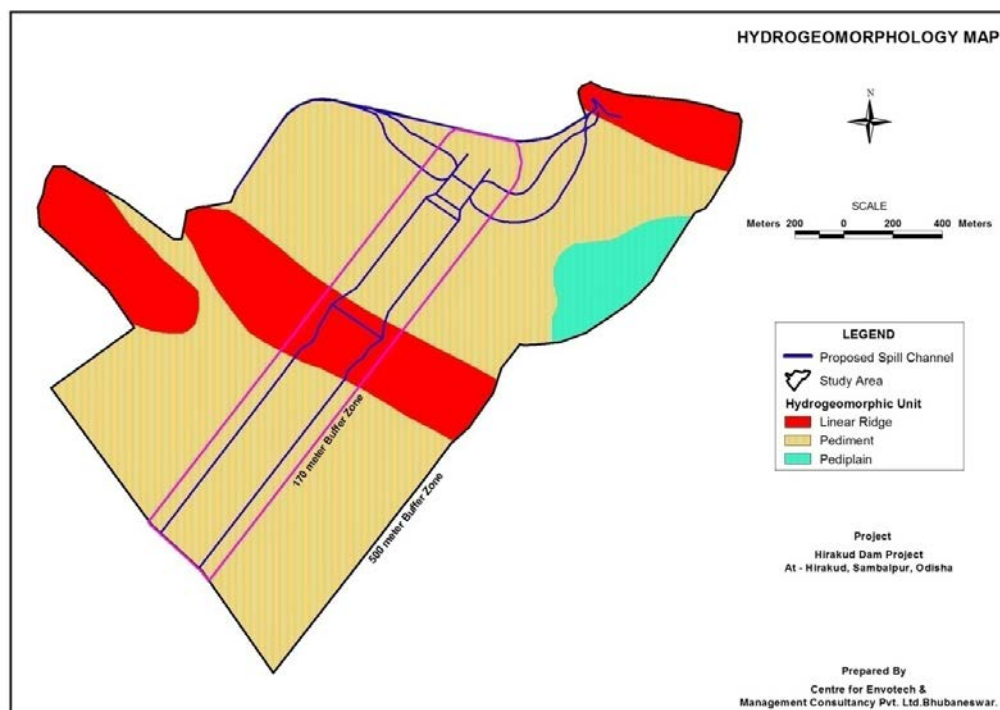 HYDROGEOMORPHOLOGY MAP
N
SCALE
Meters 200 0 200 400 Meters
LEGEND
Proposed Spill Channel
Study Area
Hydrogeomorphic Unit
Linear Ridge
Pediment
Pediplain
170 meter Buffer Zone
500 meter Buffer Zone
Project
Hirakud Dam Project
At - Hirakud, Sambalpur, Odisha
Prepared By
Centre for Envotech &
Management Consultancy Pvt. Ltd.Bhubaneswar.